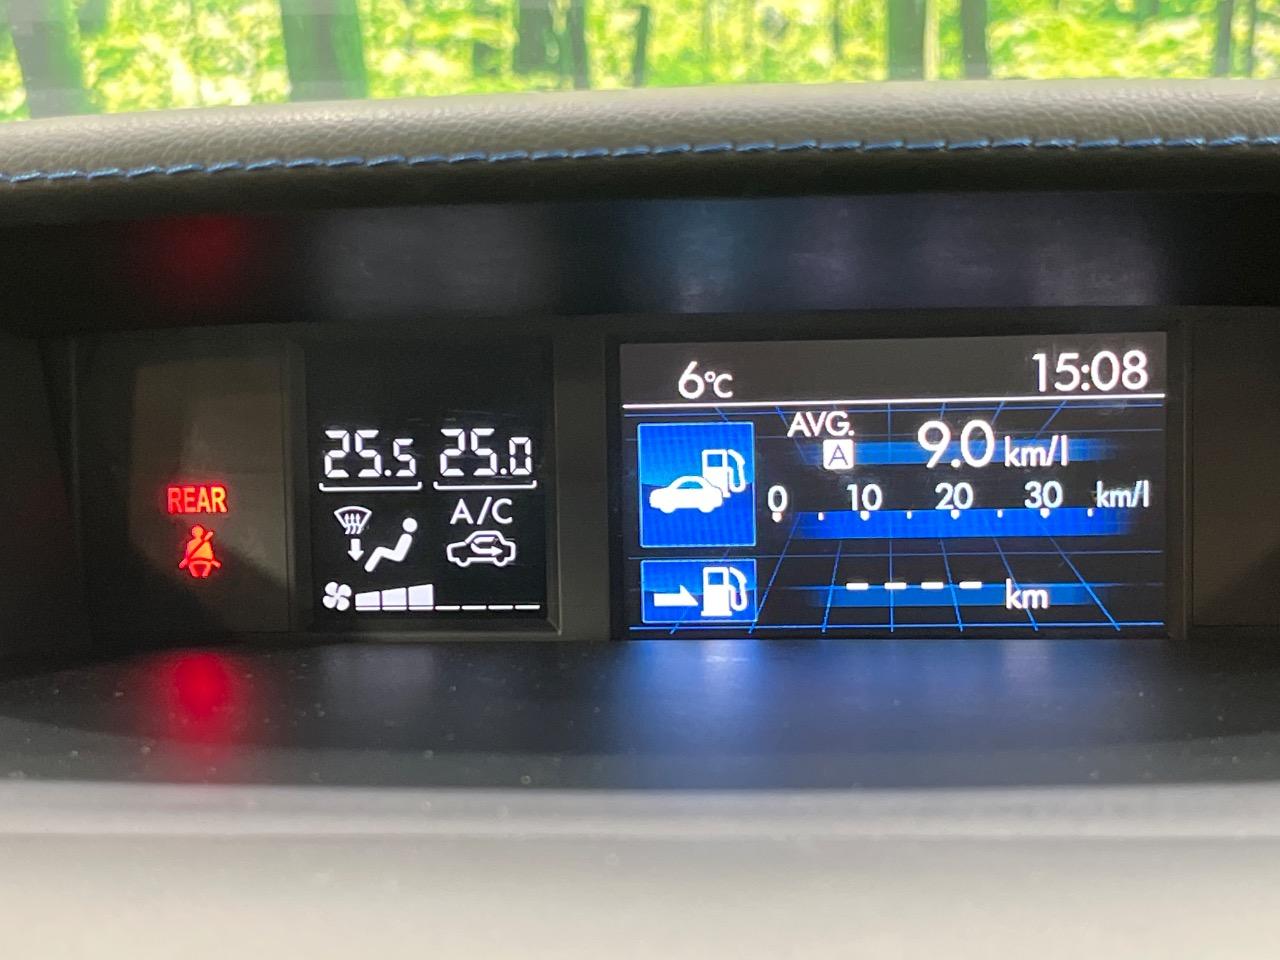 6°C 15:08
AVG.
A 9.0 km/l
0 10 20 30 km/l
- - - - km
25.5 25.0
A/C
REAR